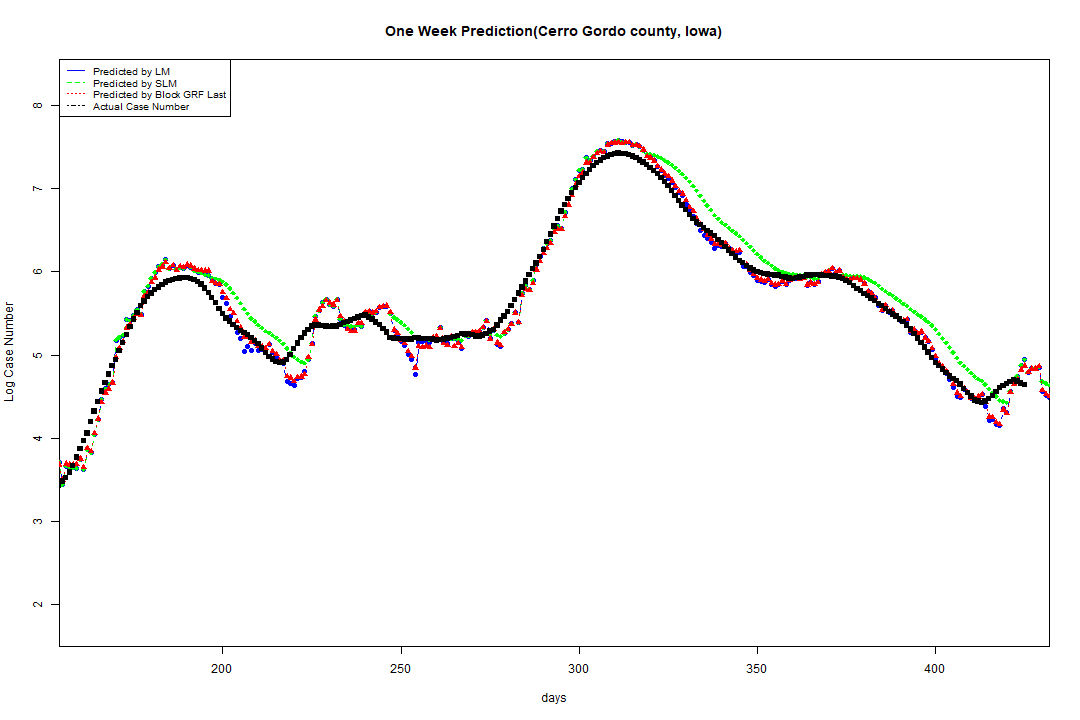 One Week Prediction(Cerro Gordo county, Iowa)
Predicted by LM
Predicted by SLM
Predicted by Block GRF Last
Actual Case Number
8
7
6
5
4
3
2
Log Case Number
200 250 300 350 400
days